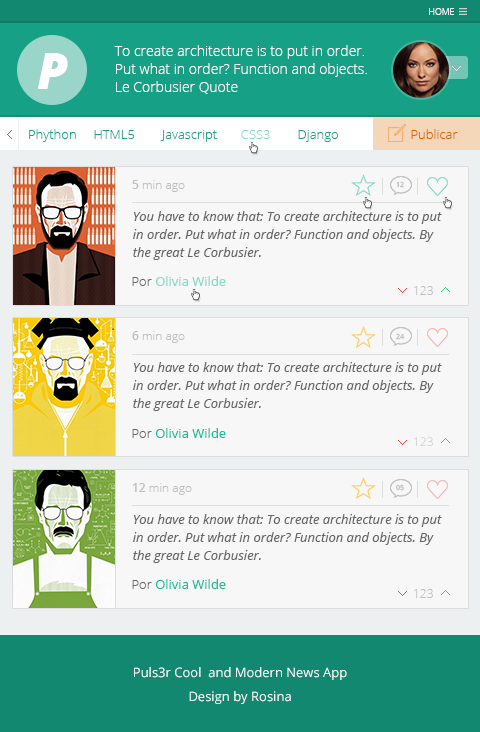 HOME
P
To create architecture is to put in order.
Put what in order? Function and objects.
Le Corbusier Quote
Phython HTML5 Javascript CSS3 Django Publicar
5 min ago 12
You have to know that: To create architecture is to put
in order. Put what in order? Function and objects. By
the great Le Corbusier.
Por Olivia Wilde
123
6 min ago 24
You have to know that: To create architecture is to put
in order. Put what in order? Function and objects. By
the great Le Corbusier.
Por Olivia Wilde
123
12 min ago 05
You have to know that: To create architecture is to put
in order. Put what in order? Function and objects. By
the great Le Corbusier.
Por Olivia Wilde
123
Puls3r Cool and Modern News App
Design by Rosina